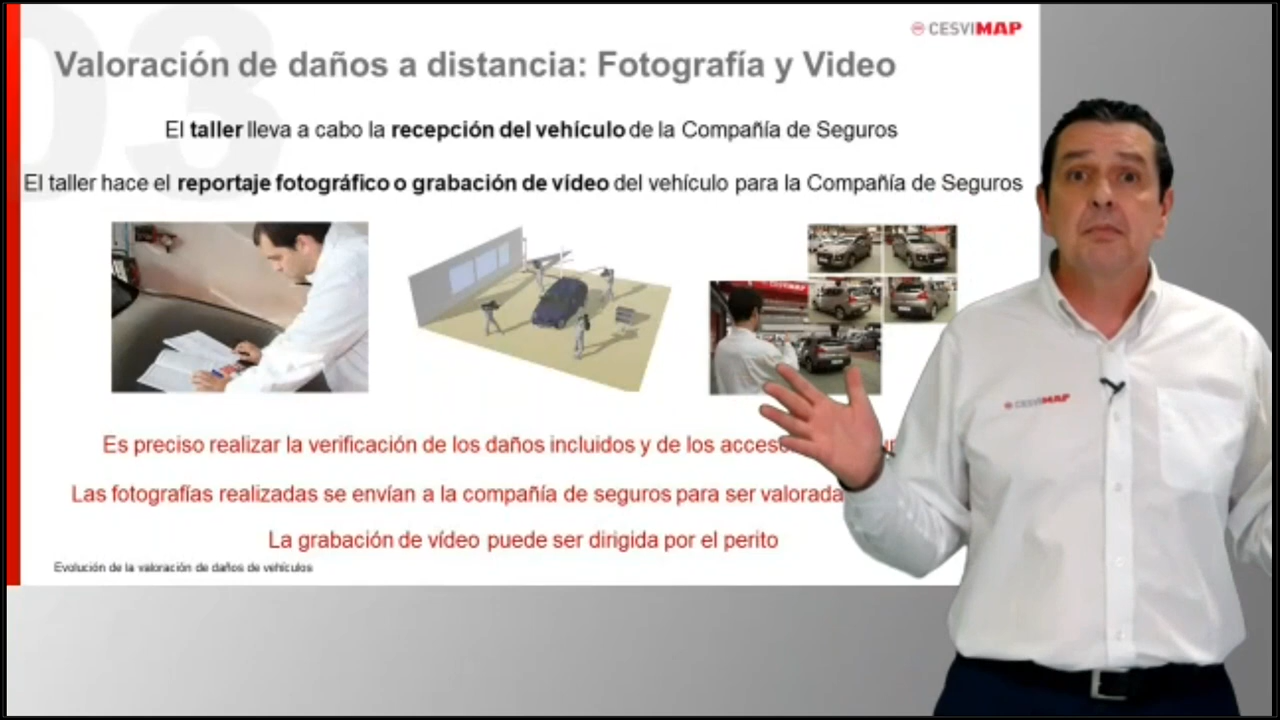 03
CESVIMAP
Valoración de daños a distancia: Fotografía y Video
El taller lleva a cabo la recepción del vehículo de la Compañía de Seguros
El taller hace el reportaje fotográfico o grabación de vídeo del vehículo para la Compañía de Seguros
CESVIMAP
Es preciso realizar la verificación de los daños incluidos y de los
Las fotografías realizadas se envían a la compañía de seguros para ser
La grabación de vídeo puede ser dirigida por el perito
Evolución de la valoración de daños de vehículos